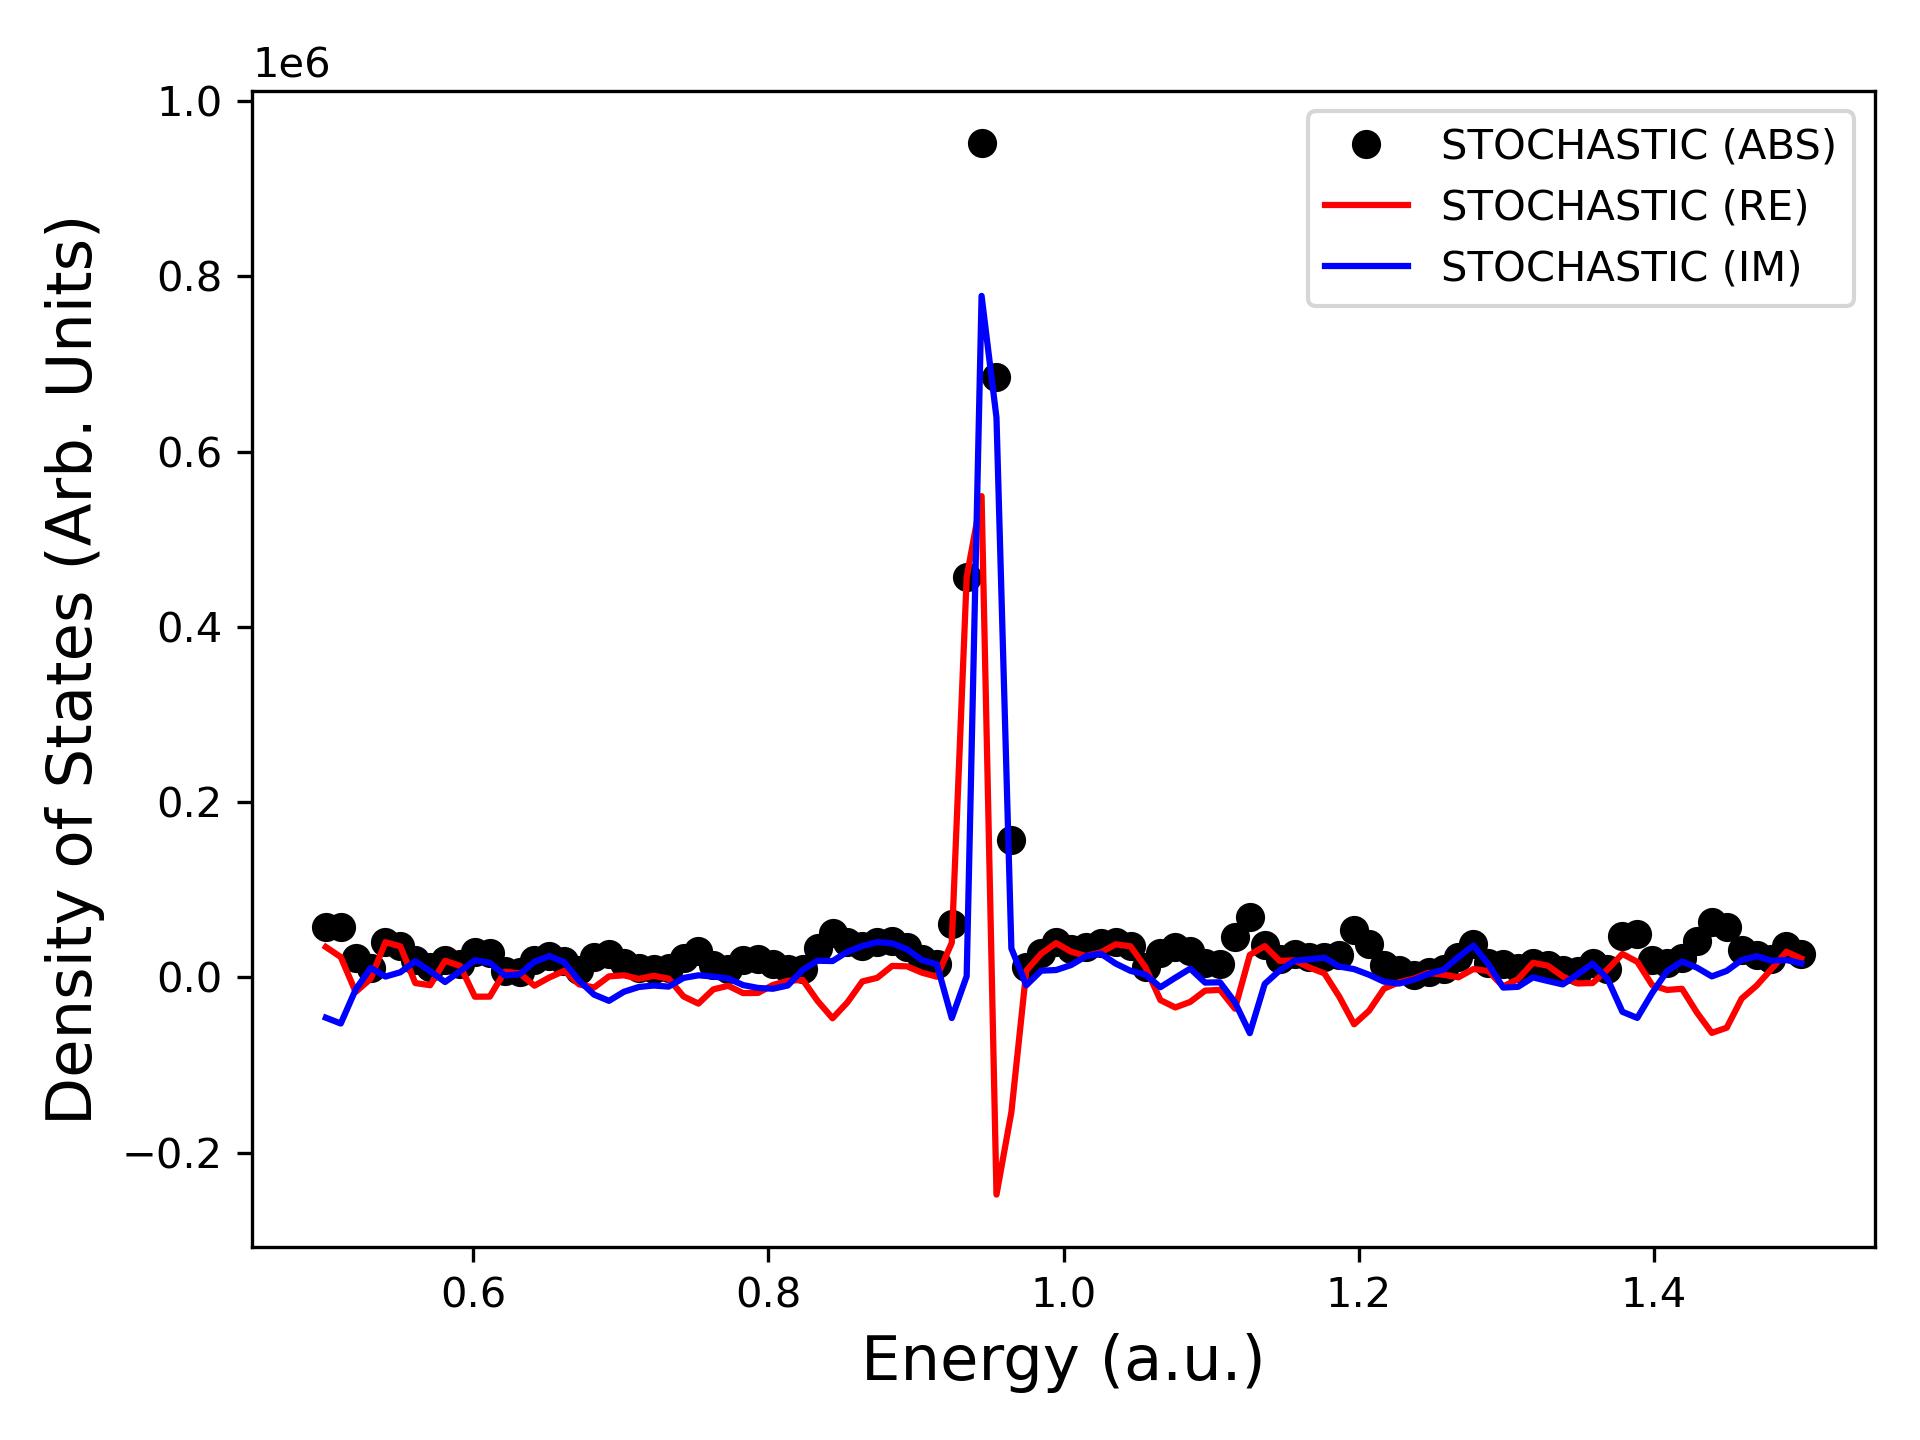 1e6
1.0
0.8
0.6
0.4
0.2
0.0
−0.2
Density of States (Arb. Units)
STOCHASTIC (ABS)
STOCHASTIC (RE)
STOCHASTIC (IM)
0.6 0.8 1.0 1.2 1.4
Energy (a.u.)